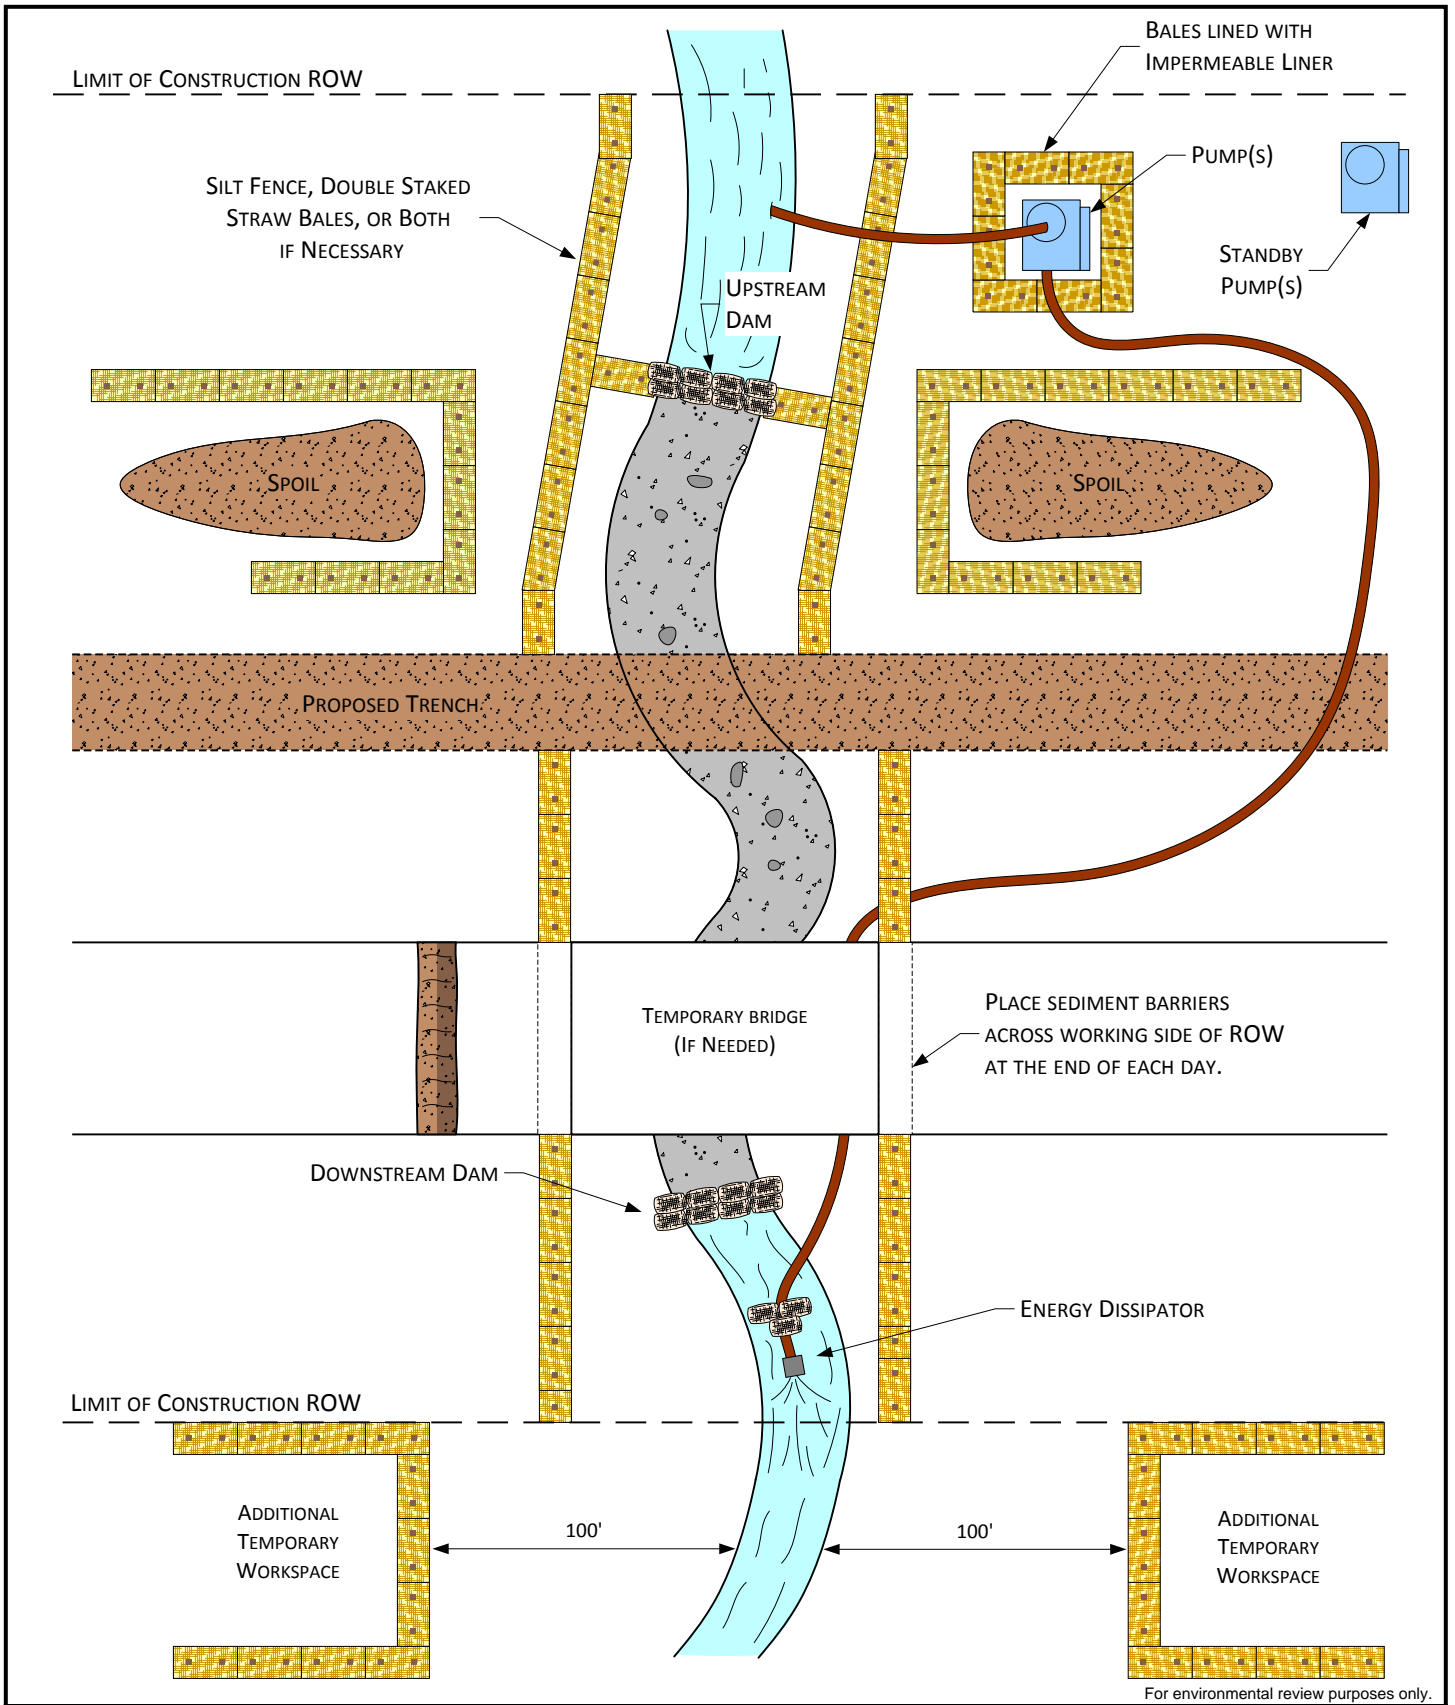 BALES LINED WITH
IMPERMEABLE LINER
LIMIT OF CONSTRUCTION ROW
PUMP(S)
SILT FENCE, DOUBLE STAKED
STRAW BALES, OR BOTH
IF NECESSARY
STANDBY
PUMP(S)
UPSTREAM
DAM
SPOIL
SPOIL
PROPOSED TRENCH
TEMPORARY BRIDGE
(IF NEEDED)
PLACE SEDIMENT BARRIERS
ACROSS WORKING SIDE OF ROW
AT THE END OF EACH DAY.
DOWNSTREAM DAM
ENERGY DISSIPATOR
LIMIT OF CONSTRUCTION ROW
ADDITIONAL
TEMPORARY
WORKSPACE
100'
100'
ADDITIONAL
TEMPORARY
WORKSPACE
For environmental review purposes only.